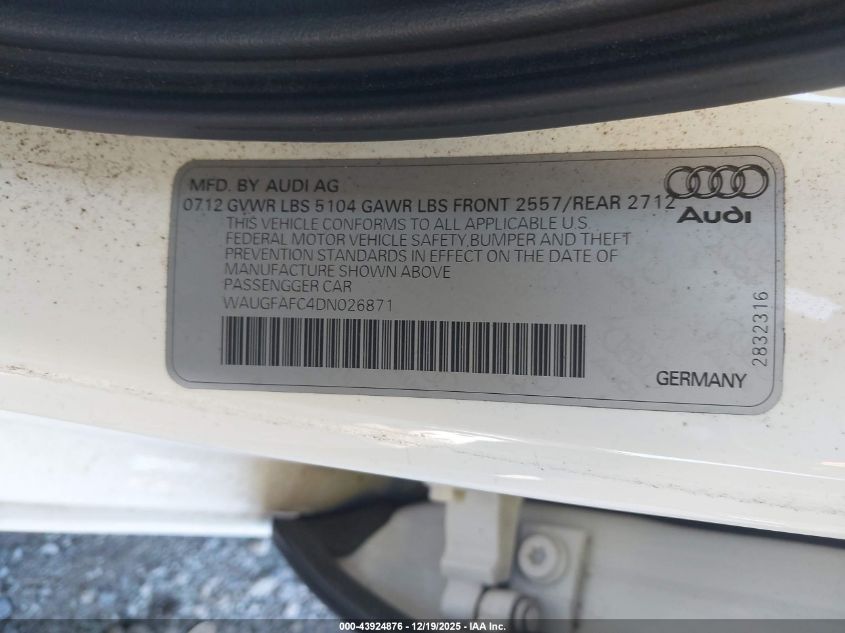 MFD. BY AUDI AG
0712 GVWR LBS 5104 GAWR LBS FRONT 2557/REAR 2712
Audi
THIS VEHICLE CONFORMS TO ALL APPLICABLE U.S
FEDERAL MOTOR VEHICLE SAFETY,BUMPER AND THEFT
PREVENTION STANDARDS IN EFFECT ON THE DATE OF
MANUFACTURE SHOWN ABOVE
PASSENGGER CAR
WAUGFAFC4DN026871
2832316
GERMANY
000-43924876 - 12/19/2025 - IAA Inc.